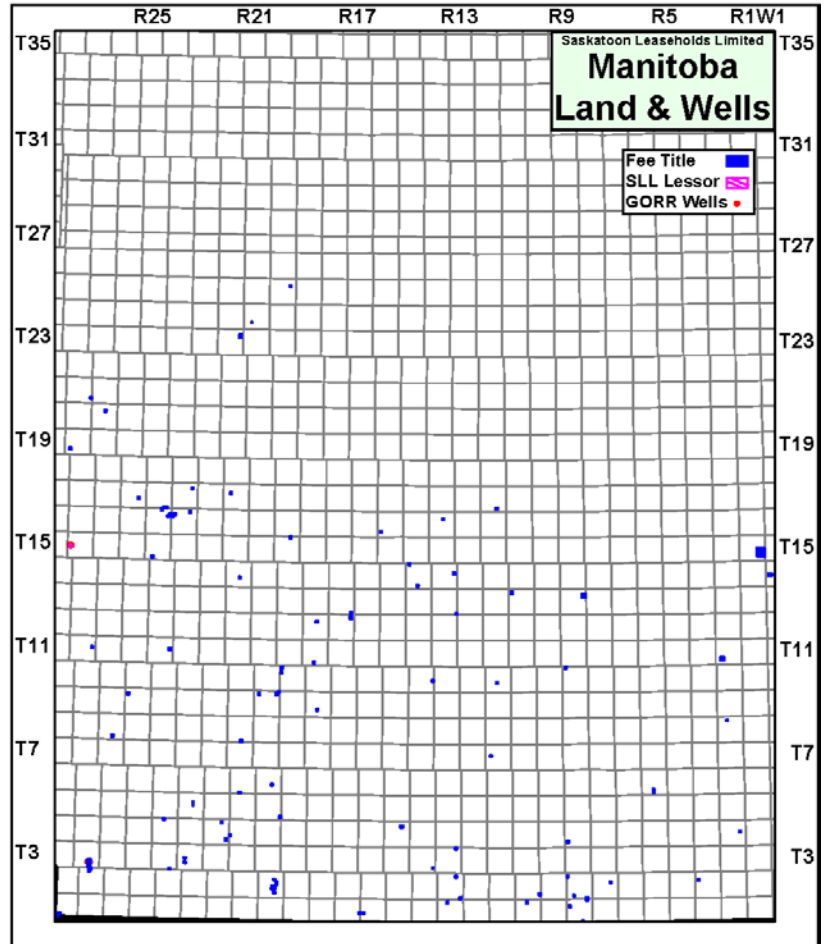 R25 R21 R17 R13 R9 R5 R1W1
T35 Saskatoon Leaseholds Limited T35
Manitoba
Land & Wells
T31 T31
Fee Title
SLL Lessor
GORR Wells
T27 T27
T23 T23
T19 T19
T15 T15
T11 T11
T7 T7
T3 T3